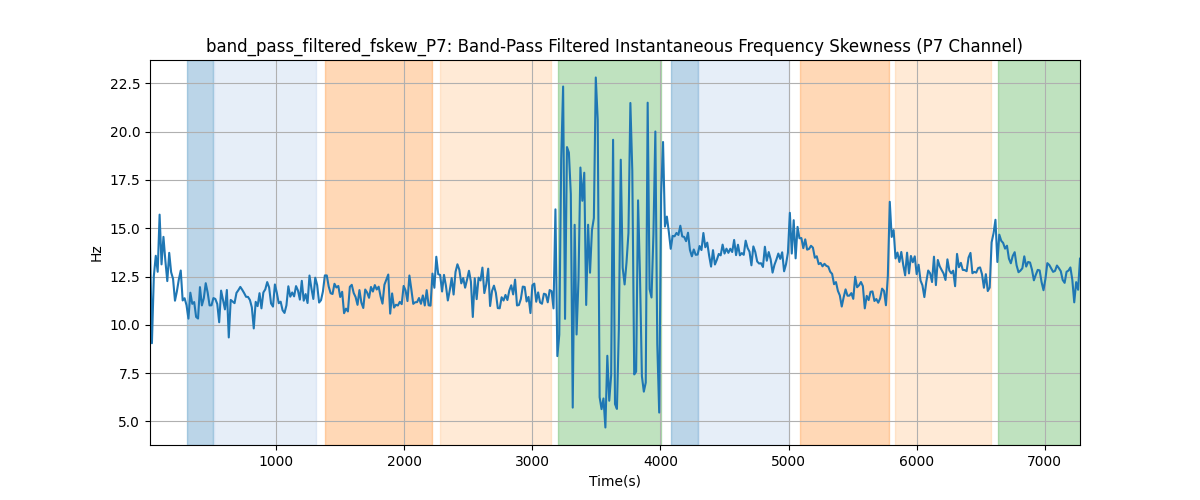 band_pass_filtered_fskew_P7: Band-Pass Filtered Instantaneous Frequency Skewness (P7 Channel)
22.5
20.0
17.5
15.0
12.5
10.0
7.5
5.0
Hz
1000 2000 3000 4000 5000 6000 7000
Time(s)